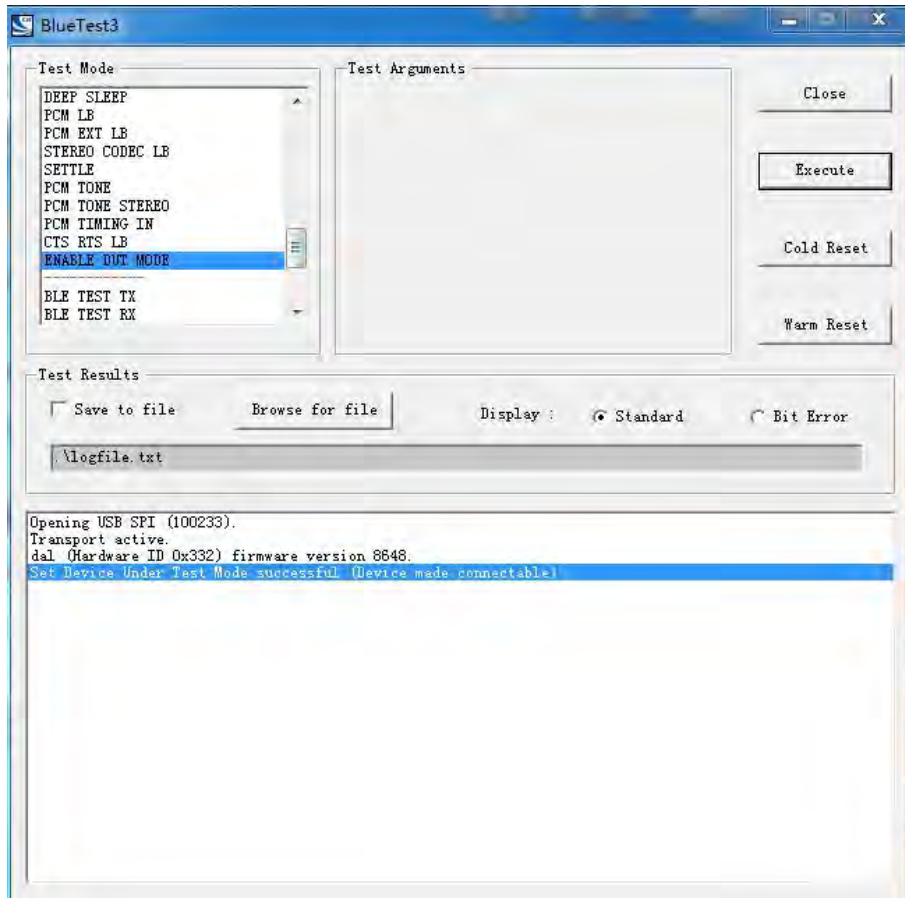 BlueTest3
Test Mode
DEEP SLEEP
PCM LB
PCM EXT LB
STEREO CODEC LB
SETTLE
PCM TONE
PCM TONE STEREO
PCM TIMING IN
CTS RTS LB
ENABLE DUT MODE
------------
BLE TEST TX
BLE TEST RX
Test Arguments
Close
Execute
Cold Reset
Warm Reset
Test Results
Save to file
Browse for file
Display :
Standard
Bit Error
.\logfile.txt
Opening USB SPI (100233).
Transport active.
dal (Hardware ID 0x332) firmware version 8648.
Set Device Under Test Mode successful (Device made connectable)